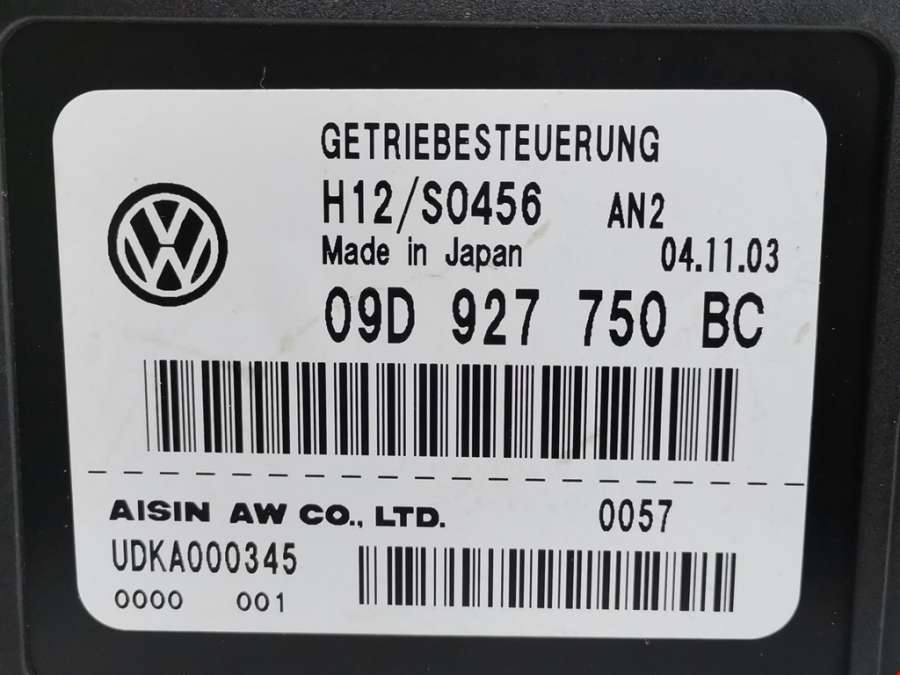 GETRIEBESTEUERUNG
H12/S0456 AN2
Made in Japan 04.11.03
09D 927 750 BC
AISIN AW CO., LTD. 0057
UDKA000345
0000 001